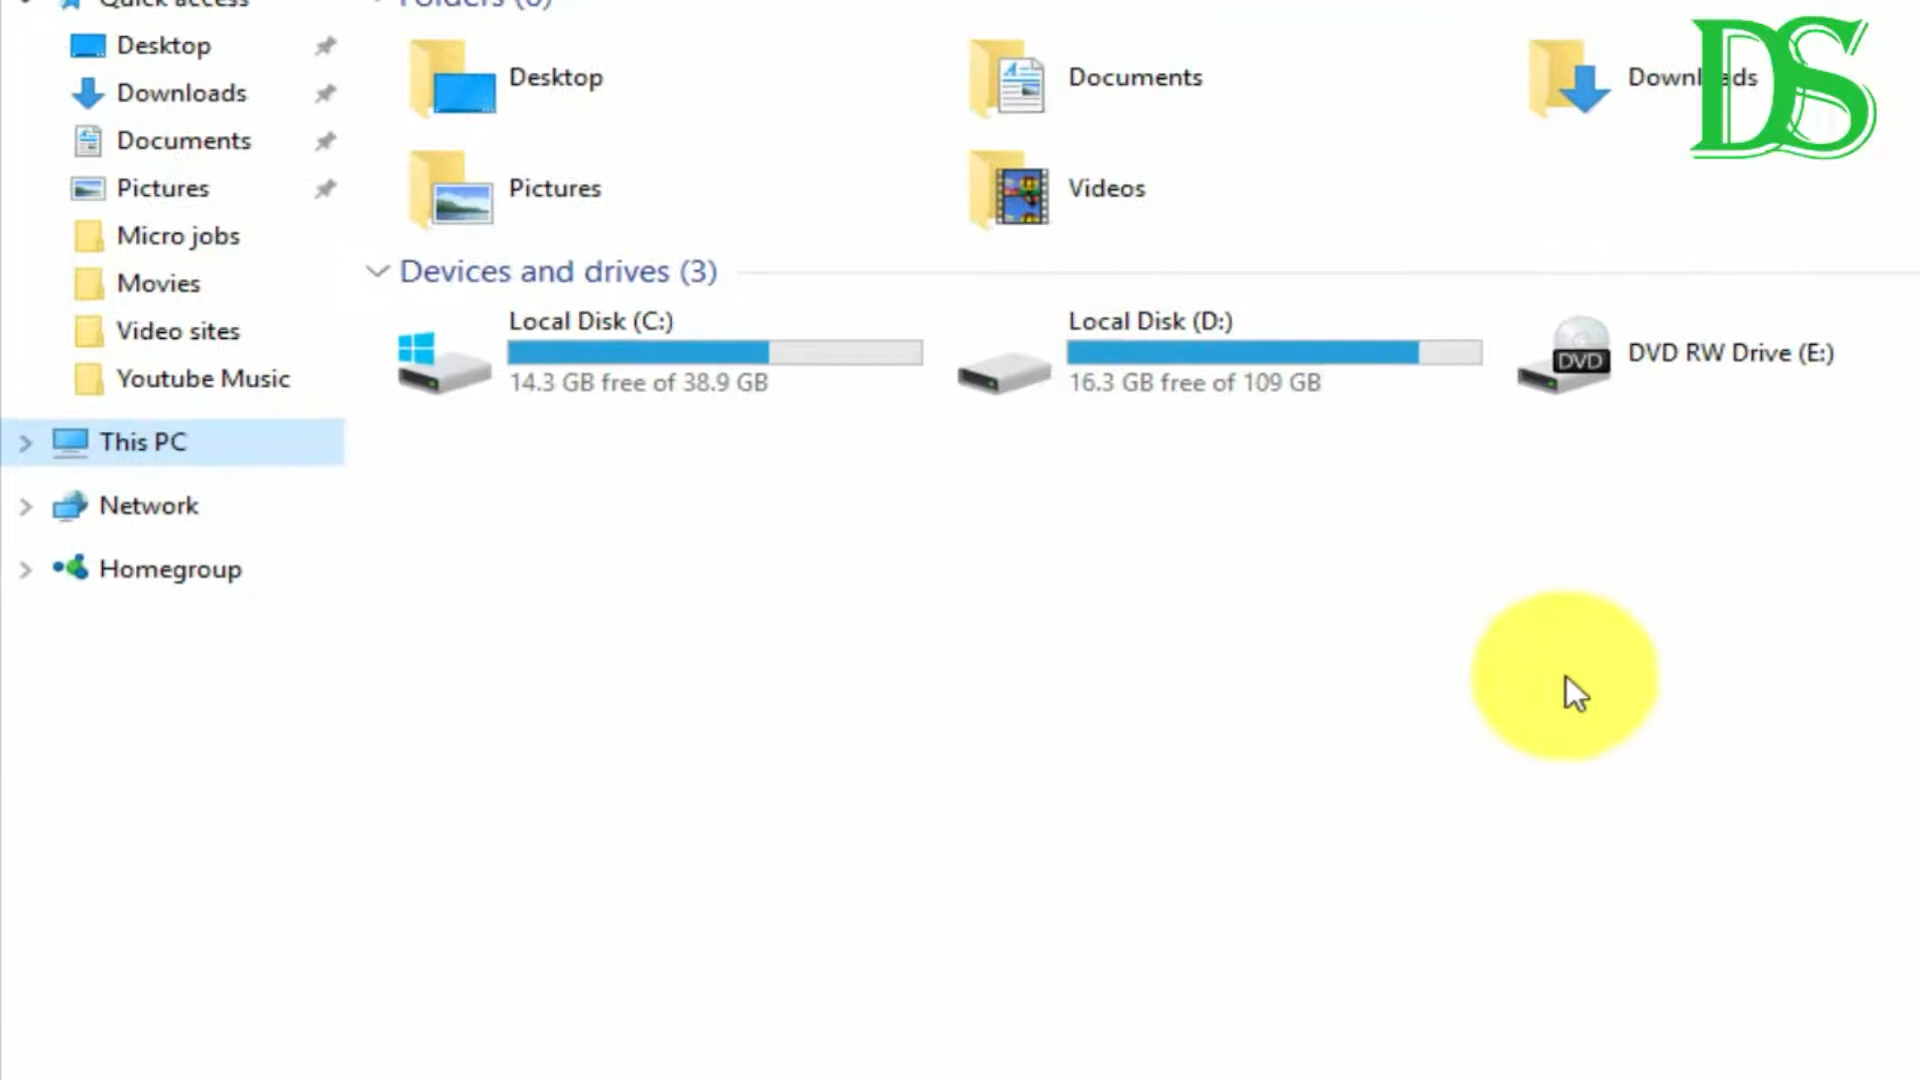 Quick access
Desktop
Downloads
Documents
Pictures
Micro jobs
Movies
Video sites
Youtube Music
This PC
Network
Homegroup
Folders (6)
Desktop
Documents
Downloads
Pictures
Videos
Devices and drives (3)
Local Disk (C:)
14.3 GB free of 38.9 GB
Local Disk (D:)
16.3 GB free of 109 GB
DVD
DVD RW Drive (E:)
DS